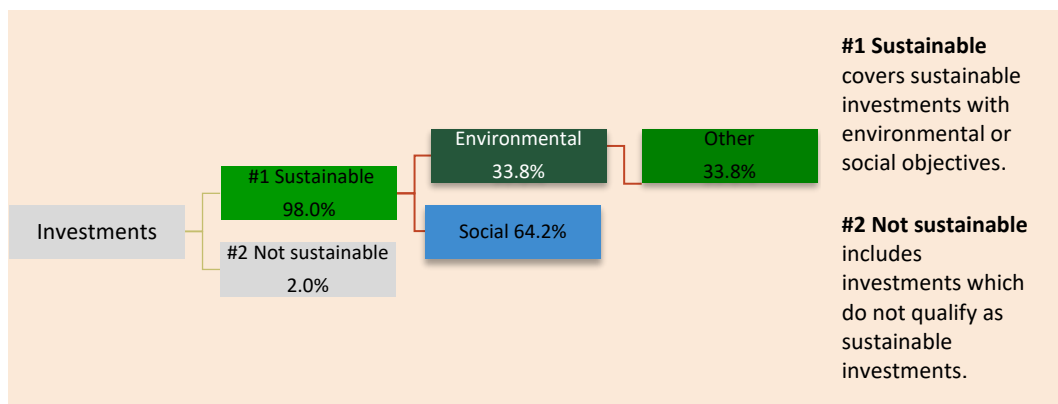 Investments
#1 Sustainable
98.0%
#2 Not sustainable
2.0%
Environmental
33.8%
Social 64.2%
Other
33.8%
#1 Sustainable
covers sustainable
investments with
environmental or
social objectives.
#2 Not sustainable
includes
investments which
do not qualify as
sustainable
investments.